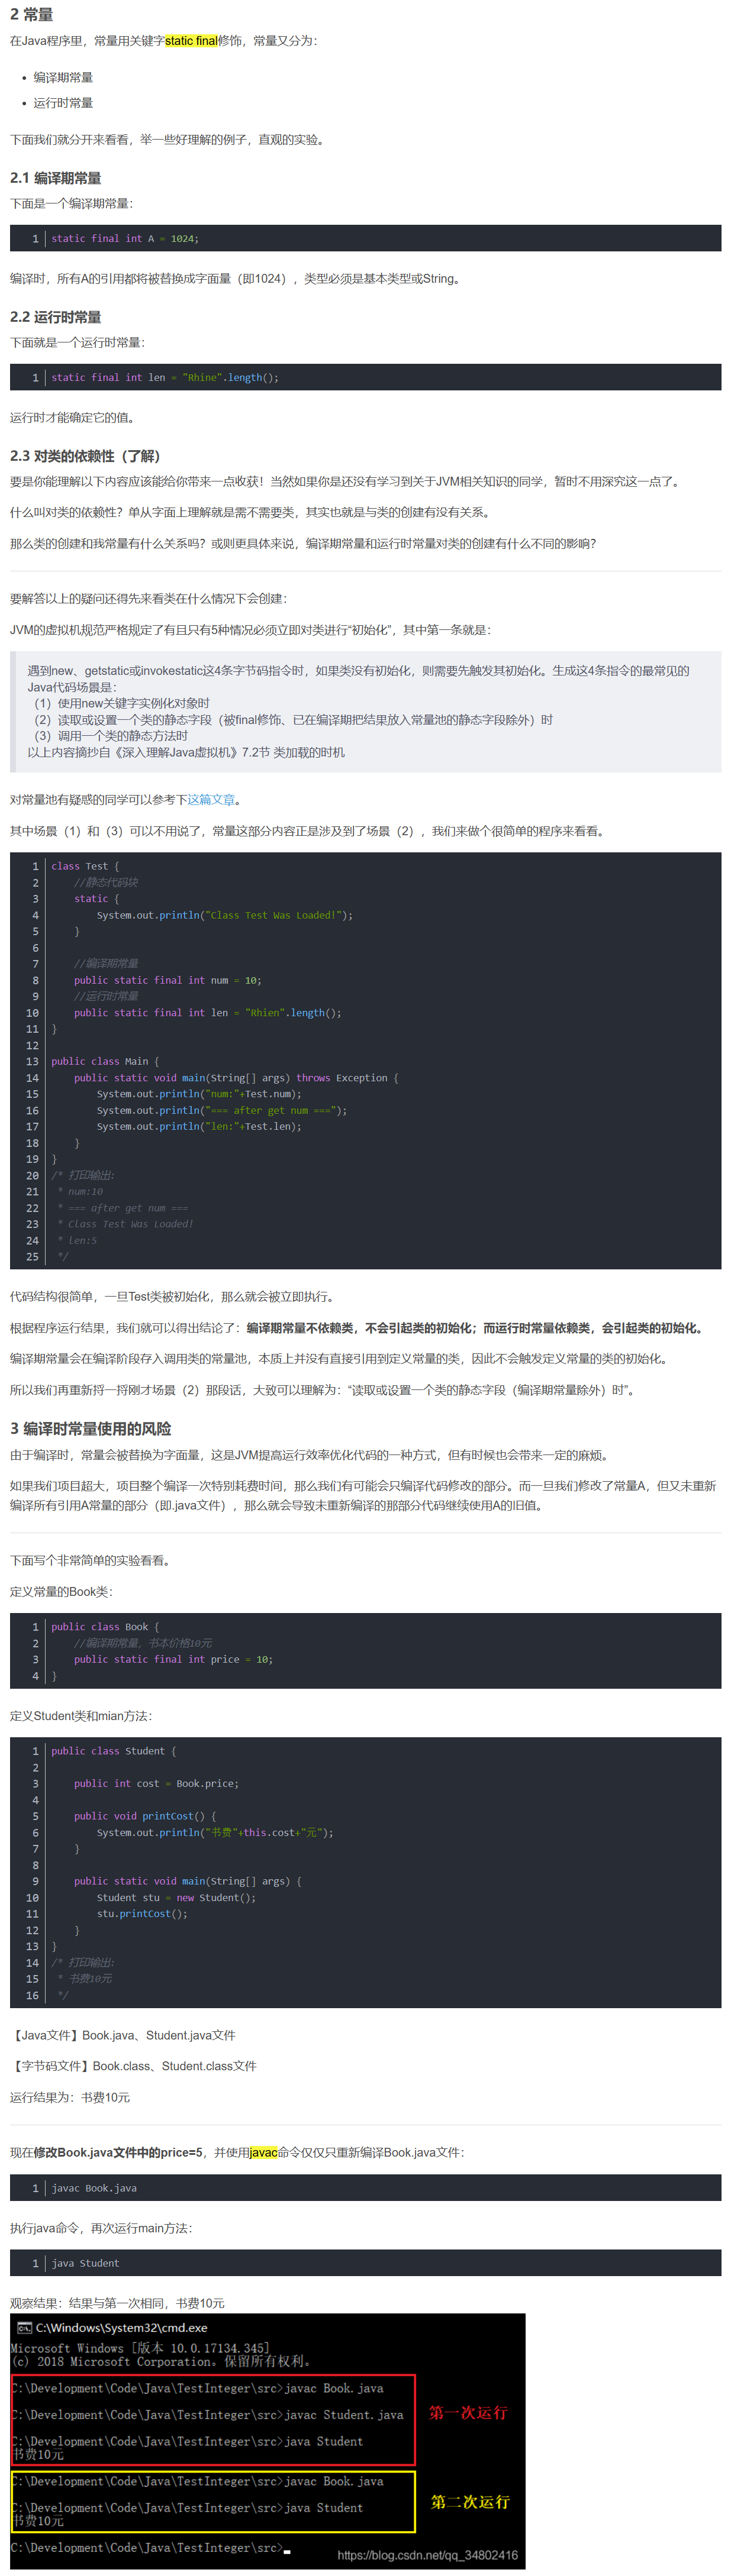 2 常量
在Java程序里，常量用关键字static final修饰，常量又分为：
• 编译期常量
• 运行时常量
下面我们就分开来看看，举一些好理解的例子，直观的实验。
2.1 编译期常量
下面是一个编译期常量：
1 static final int A = 1024;
编译时，所有A的引用都将被替换成字面量（即1024），类型必须是基本类型或String。
2.2 运行时常量
下面就是一个运行时常量：
1 static final int len = "Rhine".length();
运行时才能确定它的值。
2.3 对类的依赖性（了解）
要是你能理解以下内容应该能给你带来一点收获！当然如果你是还没有学习到关于JVM相关知识的同学，暂时不用深究这一点了。
什么叫对类的依赖性？单从字面上理解就是需不需要类，其实也就是与类的创建有没有关系。
那么类的创建和我常量有什么关系吗？或则更具体来说，编译期常量和运行时常量对类的创建有什么不同的影响？
要解答以上的疑问还得先来看类在什么情况下会创建：
JVM的虚拟机规范严格规定了有且只有5种情况必须立即对类进行“初始化”，其中第一条就是：
遇到new、getstatic或invokestatic这4条字节码指令时，如果类没有初始化，则需要先触发其初始化。生成这4条指令的最常见的
Java代码场景是：
（1）使用new关键字实例化对象时
（2）读取或设置一个类的静态字段（被final修饰、已在编译期把结果放入常量池的静态字段除外）时
（3）调用一个类的静态方法时
以上内容摘抄自《深入理解Java虚拟机》7.2节 类加载的时机
对常量池有疑惑的同学可以参考下这篇文章。
其中场景（1）和（3）可以不用说了，常量这部分内容正是涉及到了场景（2），我们来做个很简单的程序来看看。
1 class Test {
2 //静态代码块
3 static {
4 System.out.println("Class Test Was Loaded!");
5 }
6
7 //编译期常量
8 public static final int num = 10;
9 //运行时常量
10 public static final int len = "Rhien".length();
11 }
12
13 public class Main {
14 public static void main(String[] args) throws Exception {
15 System.out.println("num:"+Test.num);
16 System.out.println("=== after get num ===");
17 System.out.println("len:"+Test.len);
18 }
19 }
20 /* 打印输出:
21 * num:10
22 * === after get num ===
23 * Class Test Was Loaded!
24 * len:5
25 */
代码结构很简单，一旦Test类被初始化，那么就会被立即执行。
根据程序运行结果，我们就可以得出结论了：编译期常量不依赖类，不会引起类的初始化；而运行时常量依赖类，会引起类的初始化。
编译期常量会在编译阶段存入调用类的常量池，本质上并没有直接引用到定义常量的类，因此不会触发定义常量的类的初始化。
所以我们再重新捋一捋刚才场景（2）那段话，大致可以理解为：“读取或设置一个类的静态字段（编译期常量除外）时”。
3 编译时常量使用的风险
由于编译时，常量会被替换为字面量，这是JVM提高运行效率优化代码的一种方式，但有时候也会带来一定的麻烦。
如果我们项目超大，项目整个编译一次特别耗费时间，那么我们有可能会只编译代码修改的部分。而一旦我们修改了常量A，但又未重新
编译所有引用A常量的部分（即.java文件），那么就会导致未重新编译的那部分代码继续使用A的旧值。
下面写个非常简单的实验看看。
定义常量的Book类：
1 public class Book {
2 //编译期常量，书本价格10元
3 public static final int price = 10;
4 }
定义Student类和mian方法：
1 public class Student {
2
3 public int cost = Book.price;
4
5 public void printCost() {
6 System.out.println("书费"+this.cost+"元");
7 }
8
9 public static void main(String[] args) {
10 Student stu = new Student();
11 stu.printCost();
12 }
13 }
14 /* 打印输出:
15 * 书费10元
16 */
【Java文件】Book.java、Student.java文件
【字节码文件】Book.class、Student.class文件
运行结果为：书费10元
现在修改Book.java文件中的price=5，并使用javac命令仅仅只重新编译Book.java文件：
1 javac Book.java
执行java命令，再次运行main方法：
1 java Student
观察结果：结果与第一次相同，书费10元
C:\Windows\System32\cmd.exe
Microsoft Windows [版本 10.0.17134.345]
(c) 2018 Microsoft Corporation。保留所有权利。
C:\Development\Code\Java\TestInteger\src>javac Book.java
C:\Development\Code\Java\TestInteger\src>javac Student.java
第一次运行
C:\Development\Code\Java\TestInteger\src>java Student
书费10元
C:\Development\Code\Java\TestInteger\src>javac Book.java
第二次运行
C:\Development\Code\Java\TestInteger\src>java Student
书费10元
C:\Development\Code\Java\TestInteger\src>
https://blog.csdn.net/qq_34802416